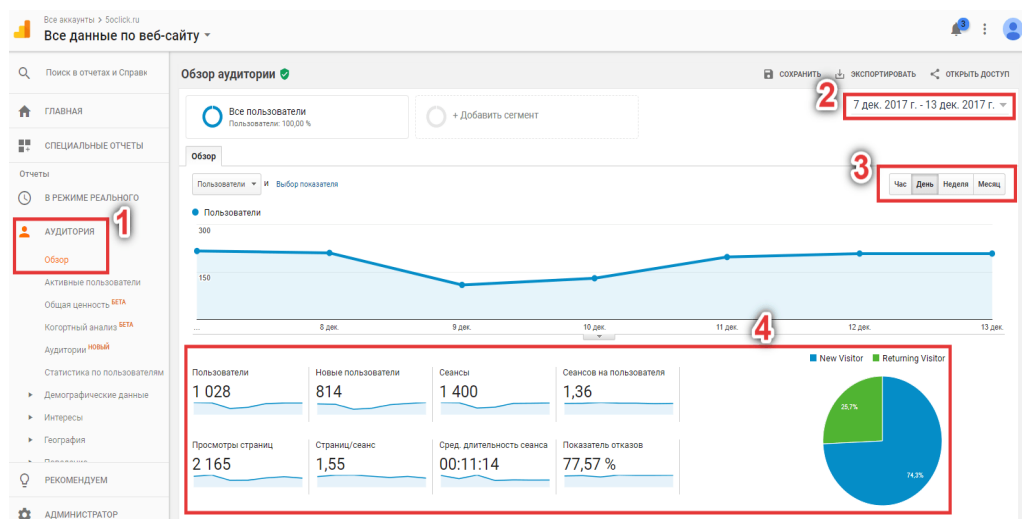 Все аккаунты > 5oclick.ru
Все данные по веб-сайту
3
Поиск в отчетах и Справк
Обзор аудитории
СОХРАНИТЬ
ЭКСПОРТИРОВАТЬ
ОТКРЫТЬ ДОСТУП
2
7 дек. 2017 г. - 13 дек. 2017 г.
ГЛАВНАЯ
СПЕЦИАЛЬНЫЕ ОТЧЕТЫ
Отчеты
В РЕЖИМЕ РЕАЛЬНОГО
1
АУДИТОРИЯ
Обзор
Активные пользователи
Общая ценность БЕТА
Когортный анализ БЕТА
Аудитории НОВЫЙ
Статистика по пользователям
Демографические данные
Интересы
География
РЕКОМЕНДУЕМ
АДМИНИСТРАТОР
Все пользователи
Пользователи: 100,00 %
+ Добавить сегмент
Обзор
3
Пользователи И Выбор показателя
Час День Неделя Месяц
Пользователи
300
150
... 8 дек. 9 дек. 10 дек. 11 дек. 12 дек. 13 дек.
4
New Visitor Returning Visitor
Пользователи
1 028
Новые пользователи
814
Сеансы
1 400
Сеансов на пользователя
1,36
Просмотры страниц
2 165
Страниц/сеанс
1,55
Сред. длительность сеанса
00:11:14
Показатель отказов
77,57 %
25,7%
74,3%